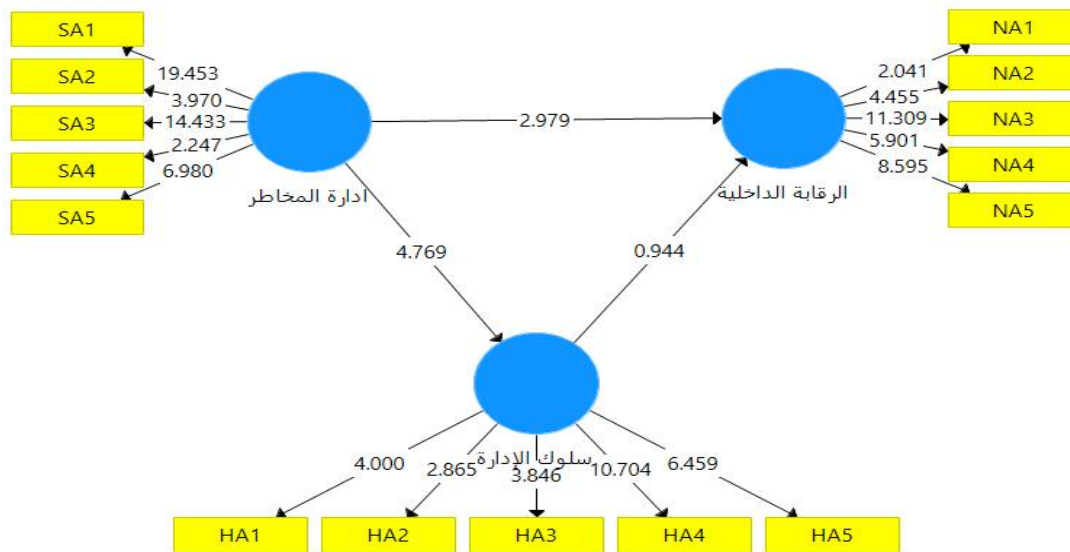 SA1
SA2
SA3
SA4
SA5
19.453
3.970
14.433
2.247
6.980
ادارة المخاطر
2.979
NA1
NA2
NA3
NA4
NA5
2.041
4.455
11.309
5.901
8.595
الرقابة الداخلية
4.769
0.944
سلوك الإدارة
4.000
2.865
3.846
10.704
6.459
HA1
HA2
HA3
HA4
HA5